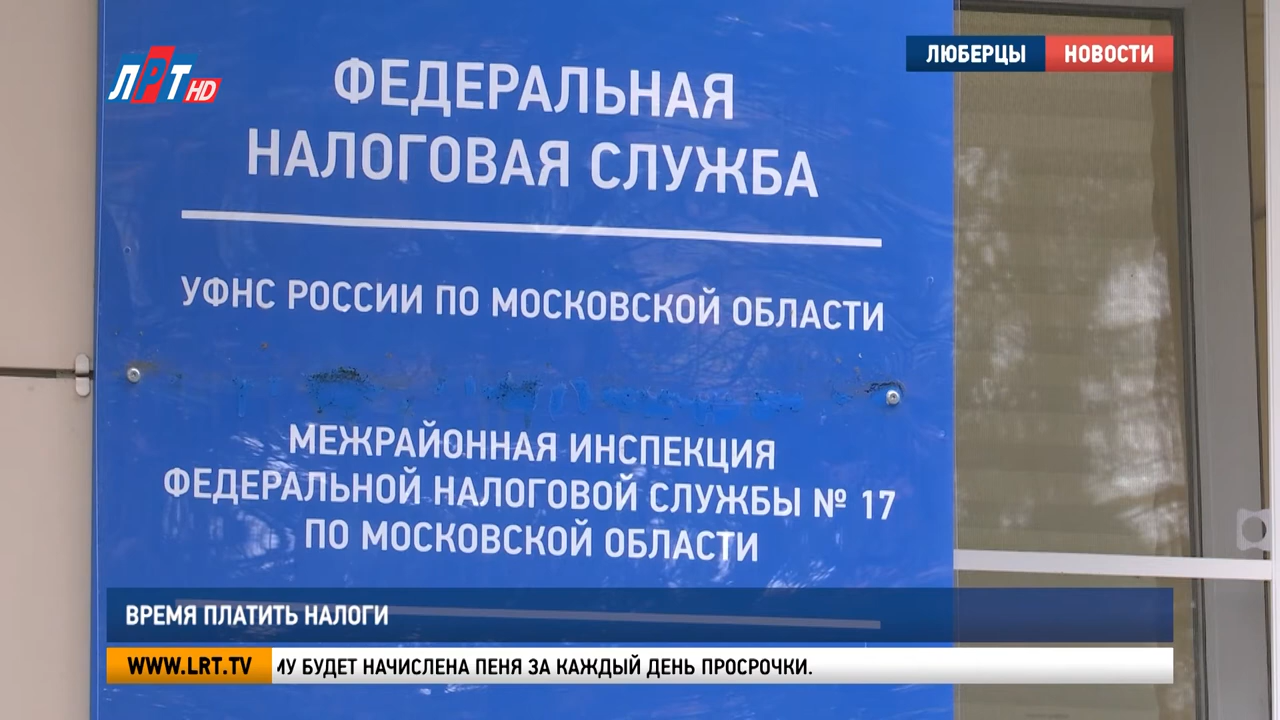 ЛРТ HD
ЛЮБЕРЦЫ НОВОСТИ
ФЕДЕРАЛЬНАЯ
НАЛОГОВАЯ СЛУЖБА
УФНС РОССИИ ПО МОСКОВСКОЙ ОБЛАСТИ
МЕЖРАЙОННАЯ ИНСПЕКЦИЯ
ФЕДЕРАЛЬНОЙ НАЛОГОВОЙ СЛУЖБЫ № 17
ПО МОСКОВСКОЙ ОБЛАСТИ
ВРЕМЯ ПЛАТИТЬ НАЛОГИ
WWW.LRT.TV МУ БУДЕТ НАЧИСЛЕНА ПЕНЯ ЗА КАЖДЫЙ ДЕНЬ ПРОСРОЧКИ.